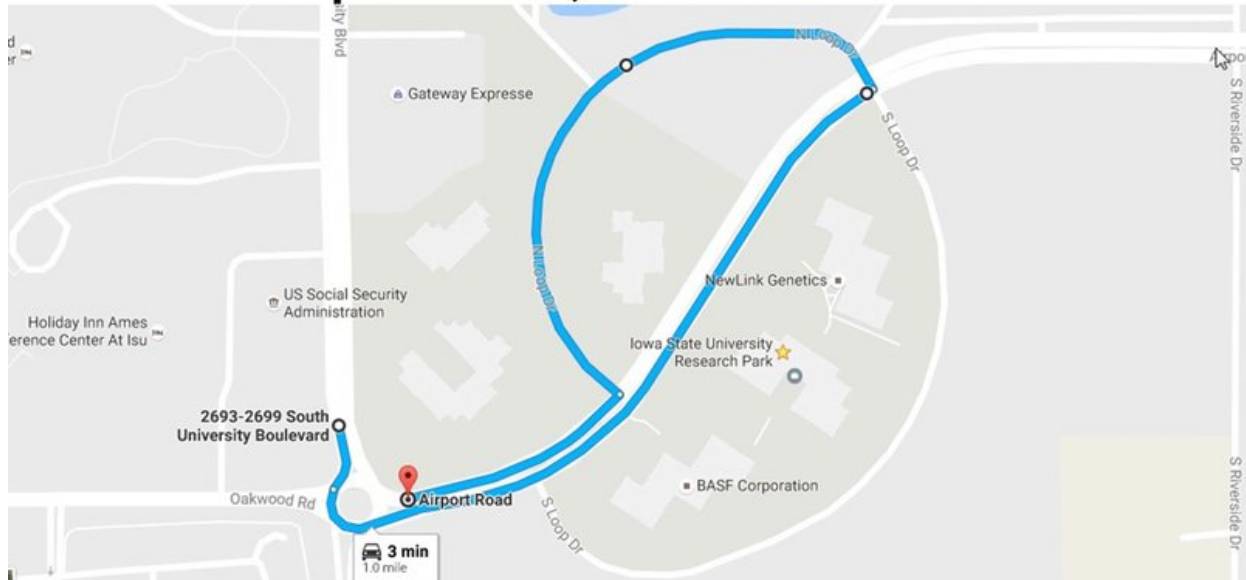 sity Blvd
N Loop Dr
Gateway Expresse
S Loop Dr
S Riverside Dr
N Loop Dr
NewLink Genetics
US Social Security
Administration
Holiday Inn Ames
erence Center At Isu
Iowa State University
Research Park
2693-2699 South
University Boulevard
Oakwood Rd
Airport Road
BASF Corporation
S Loop Dr
S Riverside Dr
3 min
1.0 mile